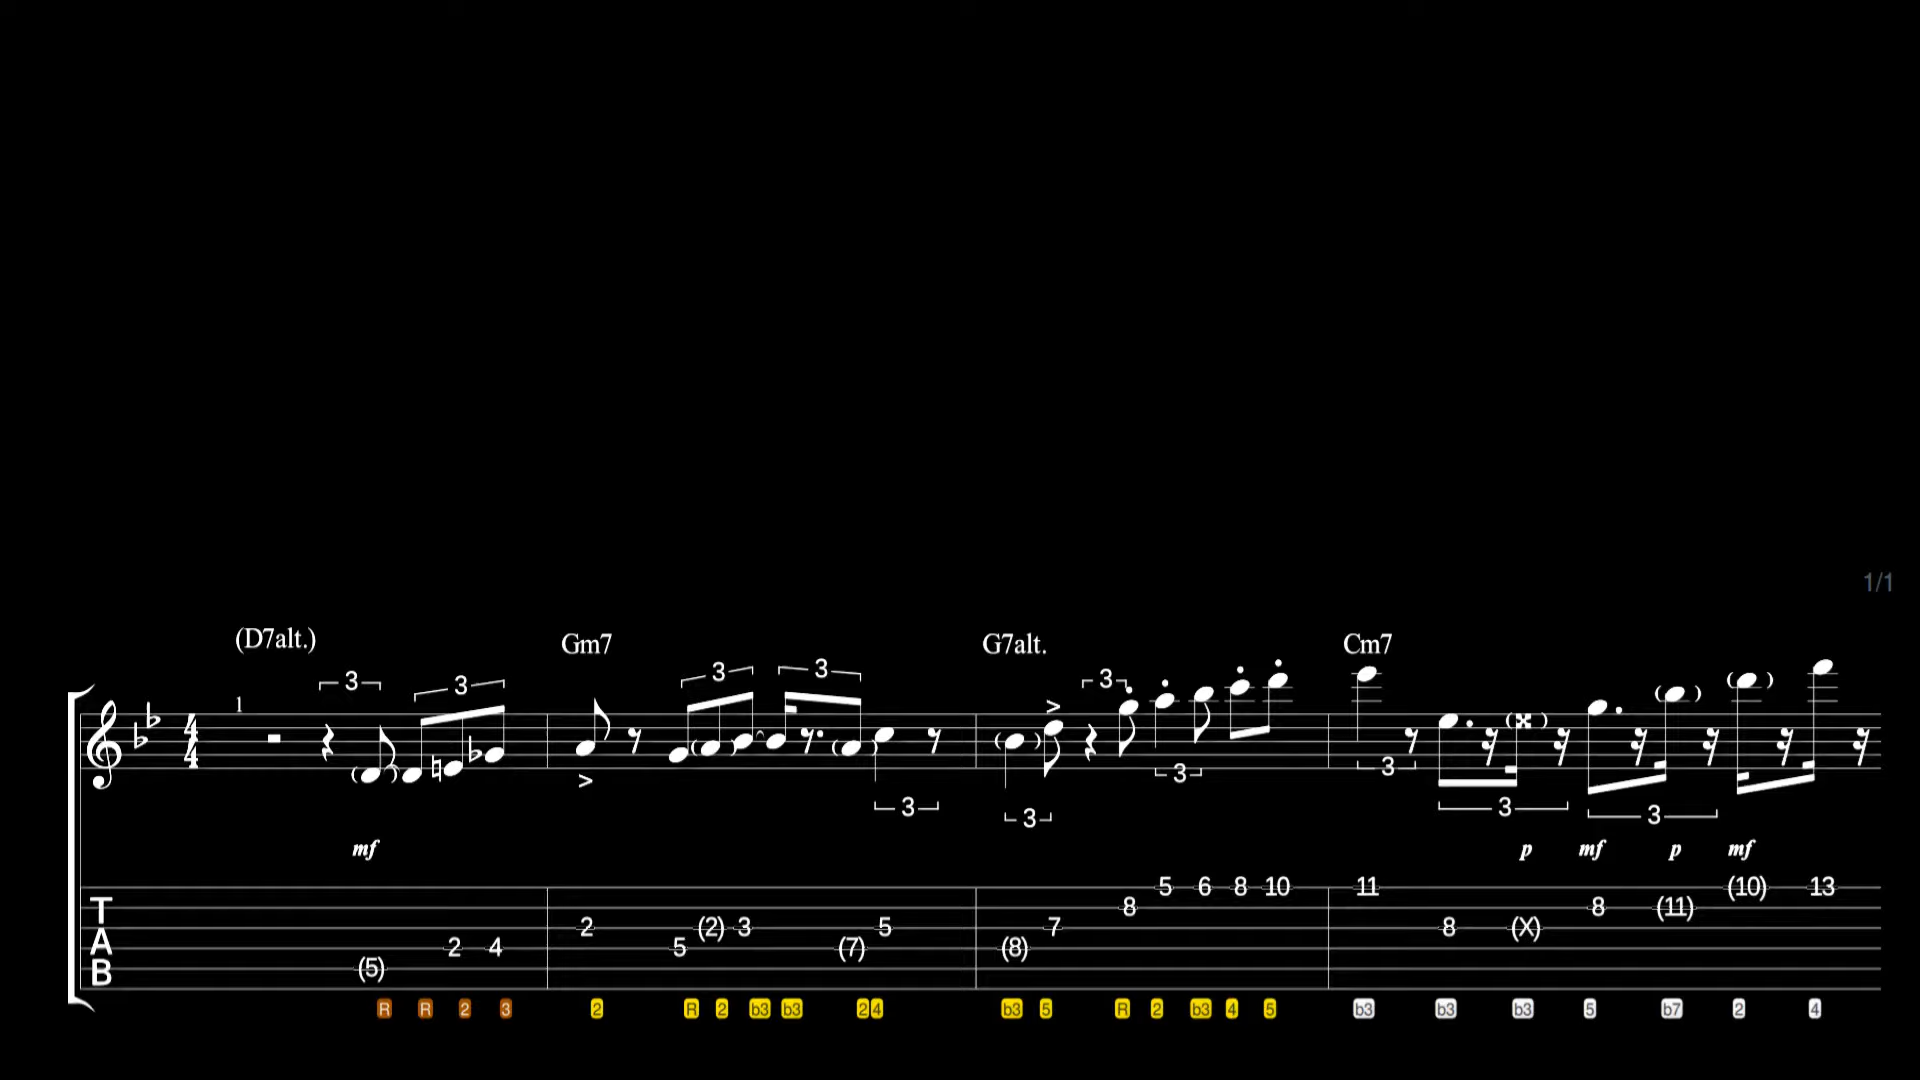 1/1
(D7alt.) Gm7 G7alt. Cm7
3 3 3 3 3
1
4
4
3 3 3 3 3 3
mf p mf p mf
5 6 8 10 11 (10) 13
T 8 8 (11)
2 (2) 3 5 7 8 (X)
A 2 4 5 (7) (8)
B (5)
R R 2 3 2 R 2 b3 b3 2 4 b3 5 R 2 b3 4 5 b3 b3 b3 5 b7 2 4